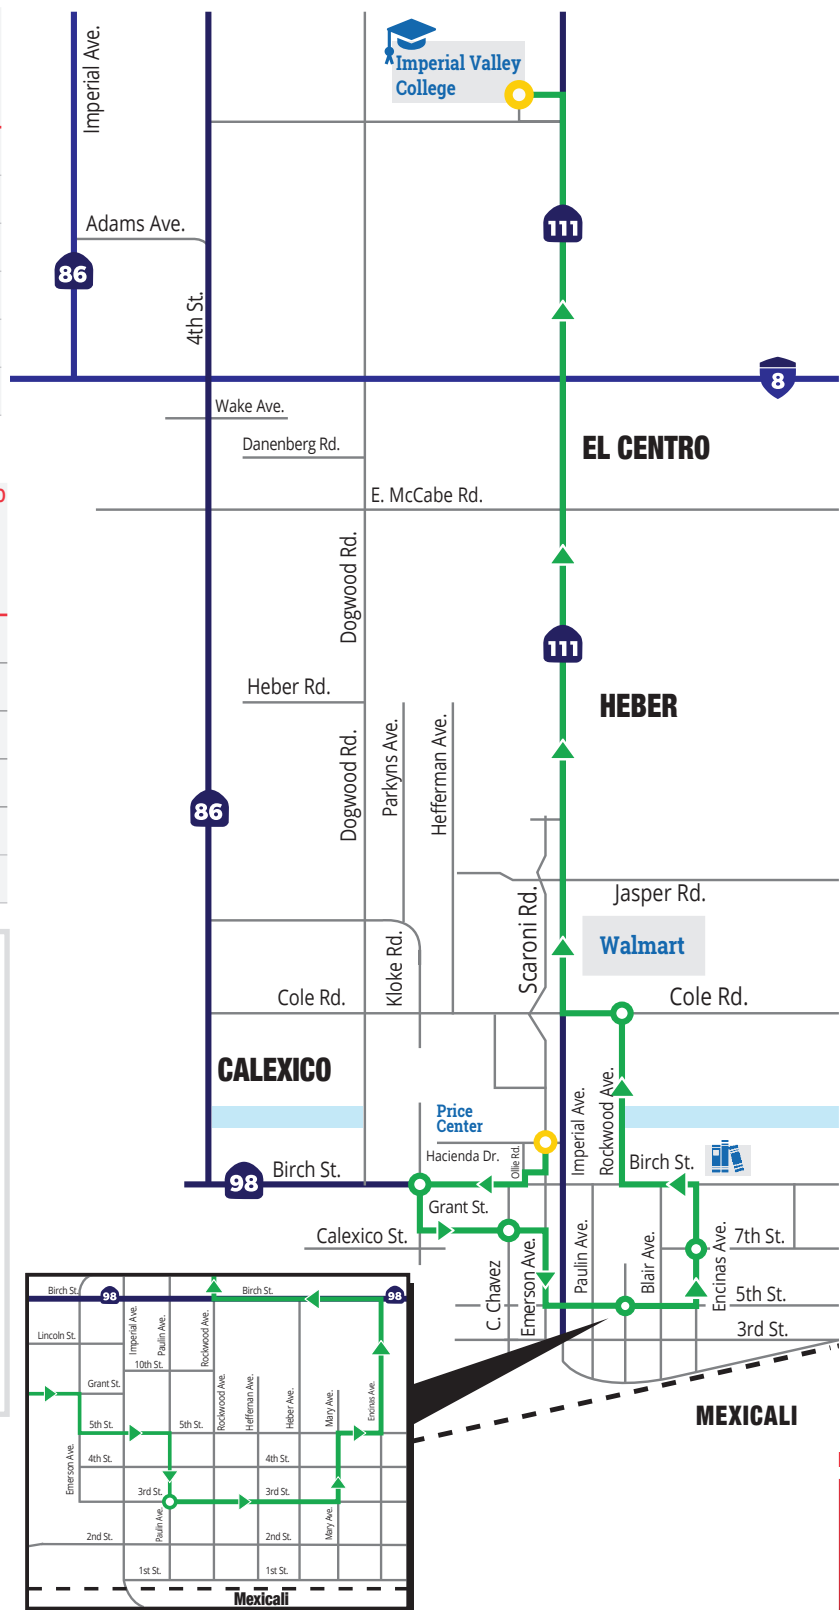 Imperial Ave.
Imperial Valley
College
Adams Ave.
111
86
4th St.
8
Wake Ave.
Danenberg Rd.
EL CENTRO
E. McCabe Rd.
Dogwood Rd.
111
Heber Rd.
HEBER
Dogwood Rd.
Parkyns Ave.
Hefferman Ave.
86
Jasper Rd.
Scaroni Rd.
Walmart
Kloke Rd.
Cole Rd.
Cole Rd.
CALEXICO
Price
Center
Imperial Ave.
Rockwood Ave.
Hacienda Dr.
Ollie Rd.
Birch St.
Birch St.
98
Grant St.
Calexico St.
C. Chavez
Emerson Ave.
Paulin Ave.
Blair Ave.
Encinas Ave.
7th St.
5th St.
3rd St.
MEXICALI
Birch St.
98
Birch St.
98
Lincoln St.
Imperial Ave.
Paulin Ave.
Rockwood Ave.
10th St.
Grant St.
Rockwood Ave.
Heffernan Ave.
Heber Ave.
Mary Ave.
Encinas Ave.
5th St.
5th St.
Emerson Ave.
4th St.
4th St.
3rd St.
3rd St.
Paulin Ave.
Mary Ave.
2nd St.
2nd St.
1st St.
1st St.
Mexicali